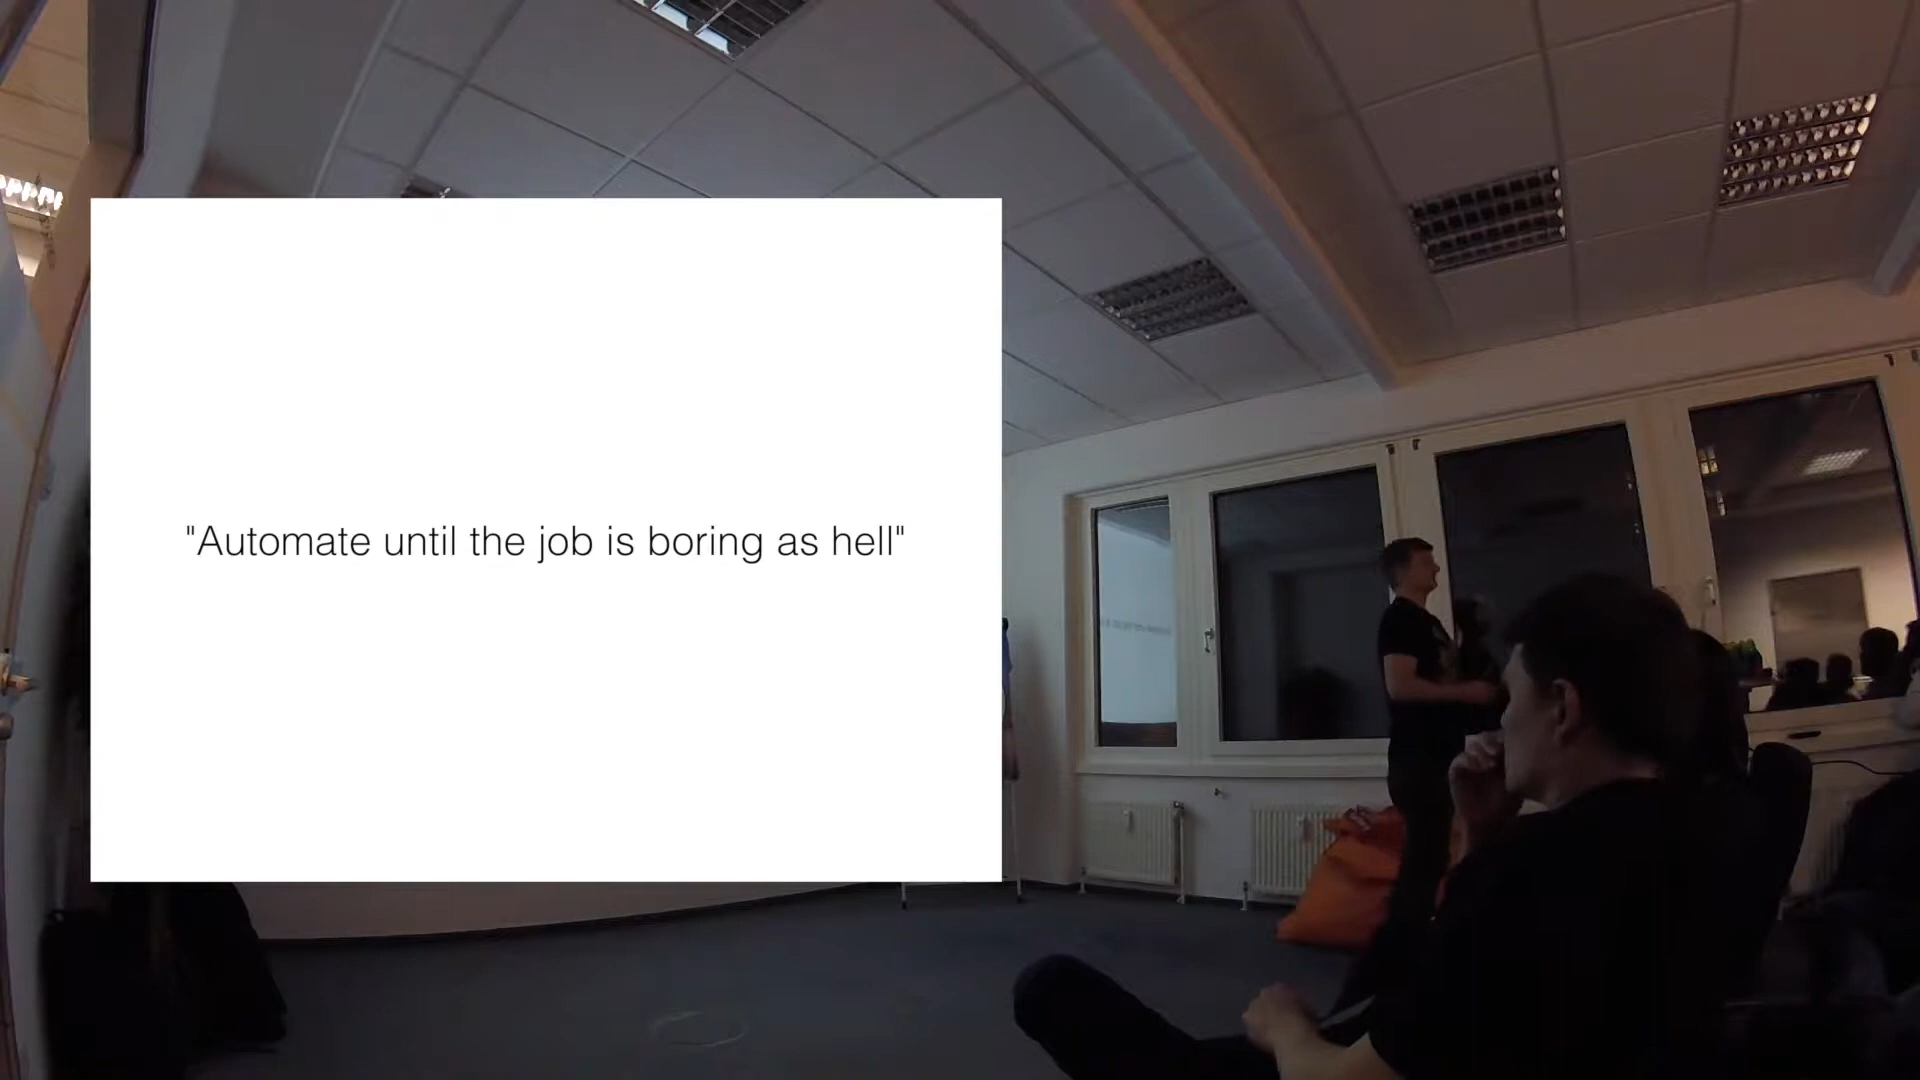 "Automate until the job is boring as hell"